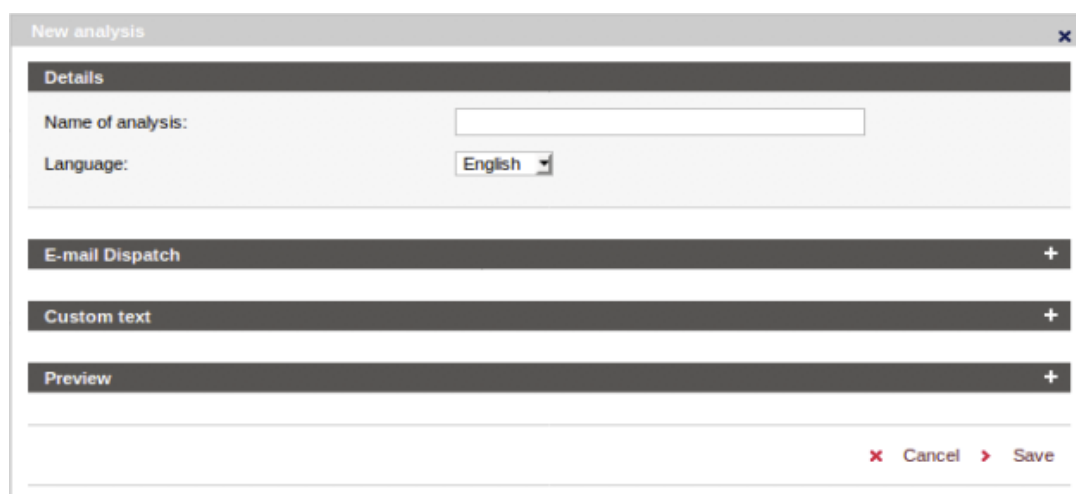 New analysis
Details
Name of analysis:
Language: English
E-mail Dispatch
Custom text
Preview
Cancel Save